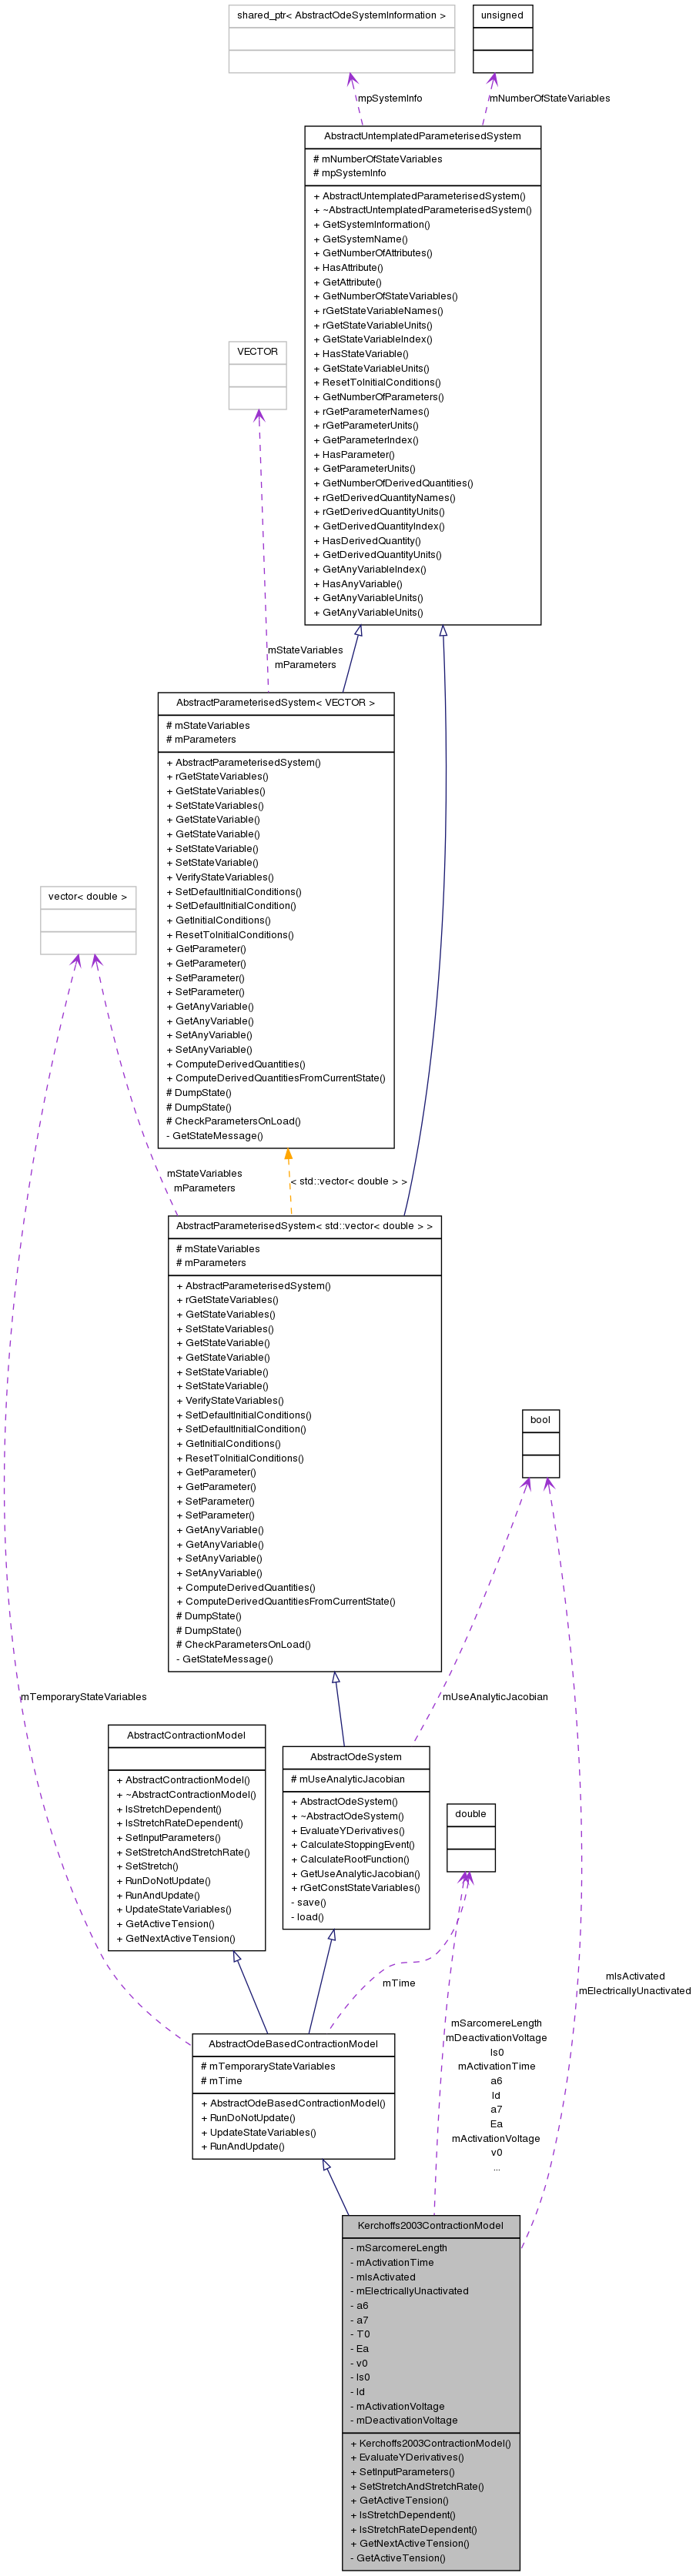 shared_ptr< AbstractOdeSystemInformation >
unsigned
mpSystemInfo
mNumberOfStateVariables
AbstractUntemplatedParameterisedSystem
# mNumberOfStateVariables
# mpSystemInfo
+ AbstractUntemplatedParameterisedSystem()
+ ~AbstractUntemplatedParameterisedSystem()
+ GetSystemInformation()
+ GetSystemName()
+ GetNumberOfAttributes()
+ HasAttribute()
+ GetAttribute()
+ GetNumberOfStateVariables()
+ rGetStateVariableNames()
+ rGetStateVariableUnits()
+ GetStateVariableIndex()
+ HasStateVariable()
+ GetStateVariableUnits()
+ ResetToInitialConditions()
+ GetNumberOfParameters()
+ rGetParameterNames()
+ rGetParameterUnits()
+ GetParameterIndex()
+ HasParameter()
+ GetParameterUnits()
+ GetNumberOfDerivedQuantities()
+ rGetDerivedQuantityNames()
+ rGetDerivedQuantityUnits()
+ GetDerivedQuantityIndex()
+ HasDerivedQuantity()
+ GetDerivedQuantityUnits()
+ GetAnyVariableIndex()
+ HasAnyVariable()
+ GetAnyVariableUnits()
+ GetAnyVariableUnits()
VECTOR
mStateVariables
mParameters
AbstractParameterisedSystem< VECTOR >
# mStateVariables
# mParameters
+ AbstractParameterisedSystem()
+ rGetStateVariables()
+ GetStateVariables()
+ SetStateVariables()
+ GetStateVariable()
+ GetStateVariable()
+ SetStateVariable()
+ SetStateVariable()
+ VerifyStateVariables()
+ SetDefaultInitialConditions()
+ SetDefaultInitialCondition()
+ GetInitialConditions()
+ ResetToInitialConditions()
+ GetParameter()
+ GetParameter()
+ SetParameter()
+ SetParameter()
+ GetAnyVariable()
+ GetAnyVariable()
+ SetAnyVariable()
+ SetAnyVariable()
+ ComputeDerivedQuantities()
+ ComputeDerivedQuantitiesFromCurrentState()
# DumpState()
# DumpState()
# CheckParametersOnLoad()
- GetStateMessage()
vector< double >
mStateVariables
mParameters
< std::vector< double > >
AbstractParameterisedSystem< std::vector< double > >
# mStateVariables
# mParameters
+ AbstractParameterisedSystem()
+ rGetStateVariables()
+ GetStateVariables()
+ SetStateVariables()
+ GetStateVariable()
+ GetStateVariable()
+ SetStateVariable()
+ SetStateVariable()
+ VerifyStateVariables()
+ SetDefaultInitialConditions()
+ SetDefaultInitialCondition()
+ GetInitialConditions()
+ ResetToInitialConditions()
+ GetParameter()
+ GetParameter()
+ SetParameter()
+ SetParameter()
+ GetAnyVariable()
+ GetAnyVariable()
+ SetAnyVariable()
+ SetAnyVariable()
+ ComputeDerivedQuantities()
+ ComputeDerivedQuantitiesFromCurrentState()
# DumpState()
# DumpState()
# CheckParametersOnLoad()
- GetStateMessage()
bool
mTemporaryStateVariables
mUseAnalyticJacobian
AbstractContractionModel
+ AbstractContractionModel()
+ ~AbstractContractionModel()
+ IsStretchDependent()
+ IsStretchRateDependent()
+ SetInputParameters()
+ SetStretchAndStretchRate()
+ SetStretch()
+ RunDoNotUpdate()
+ RunAndUpdate()
+ UpdateStateVariables()
+ GetActiveTension()
+ GetNextActiveTension()
AbstractOdeSystem
# mUseAnalyticJacobian
+ AbstractOdeSystem()
+ ~AbstractOdeSystem()
+ EvaluateYDerivatives()
+ CalculateStoppingEvent()
+ CalculateRootFunction()
+ GetUseAnalyticJacobian()
+ rGetConstStateVariables()
- save()
- load()
double
mTime
mIsActivated
mElectricallyUnactivated
mSarcomereLength
mDeactivationVoltage
ls0
mActivationTime
a6
ld
a7
Ea
mActivationVoltage
v0
...
AbstractOdeBasedContractionModel
# mTemporaryStateVariables
# mTime
+ AbstractOdeBasedContractionModel()
+ RunDoNotUpdate()
+ UpdateStateVariables()
+ RunAndUpdate()
Kerchoffs2003ContractionModel
- mSarcomereLength
- mActivationTime
- mIsActivated
- mElectricallyUnactivated
- a6
- a7
- T0
- Ea
- v0
- ls0
- ld
- mActivationVoltage
- mDeactivationVoltage
+ Kerchoffs2003ContractionModel()
+ EvaluateYDerivatives()
+ SetInputParameters()
+ SetStretchAndStretchRate()
+ GetActiveTension()
+ IsStretchDependent()
+ IsStretchRateDependent()
+ GetNextActiveTension()
- GetActiveTension()